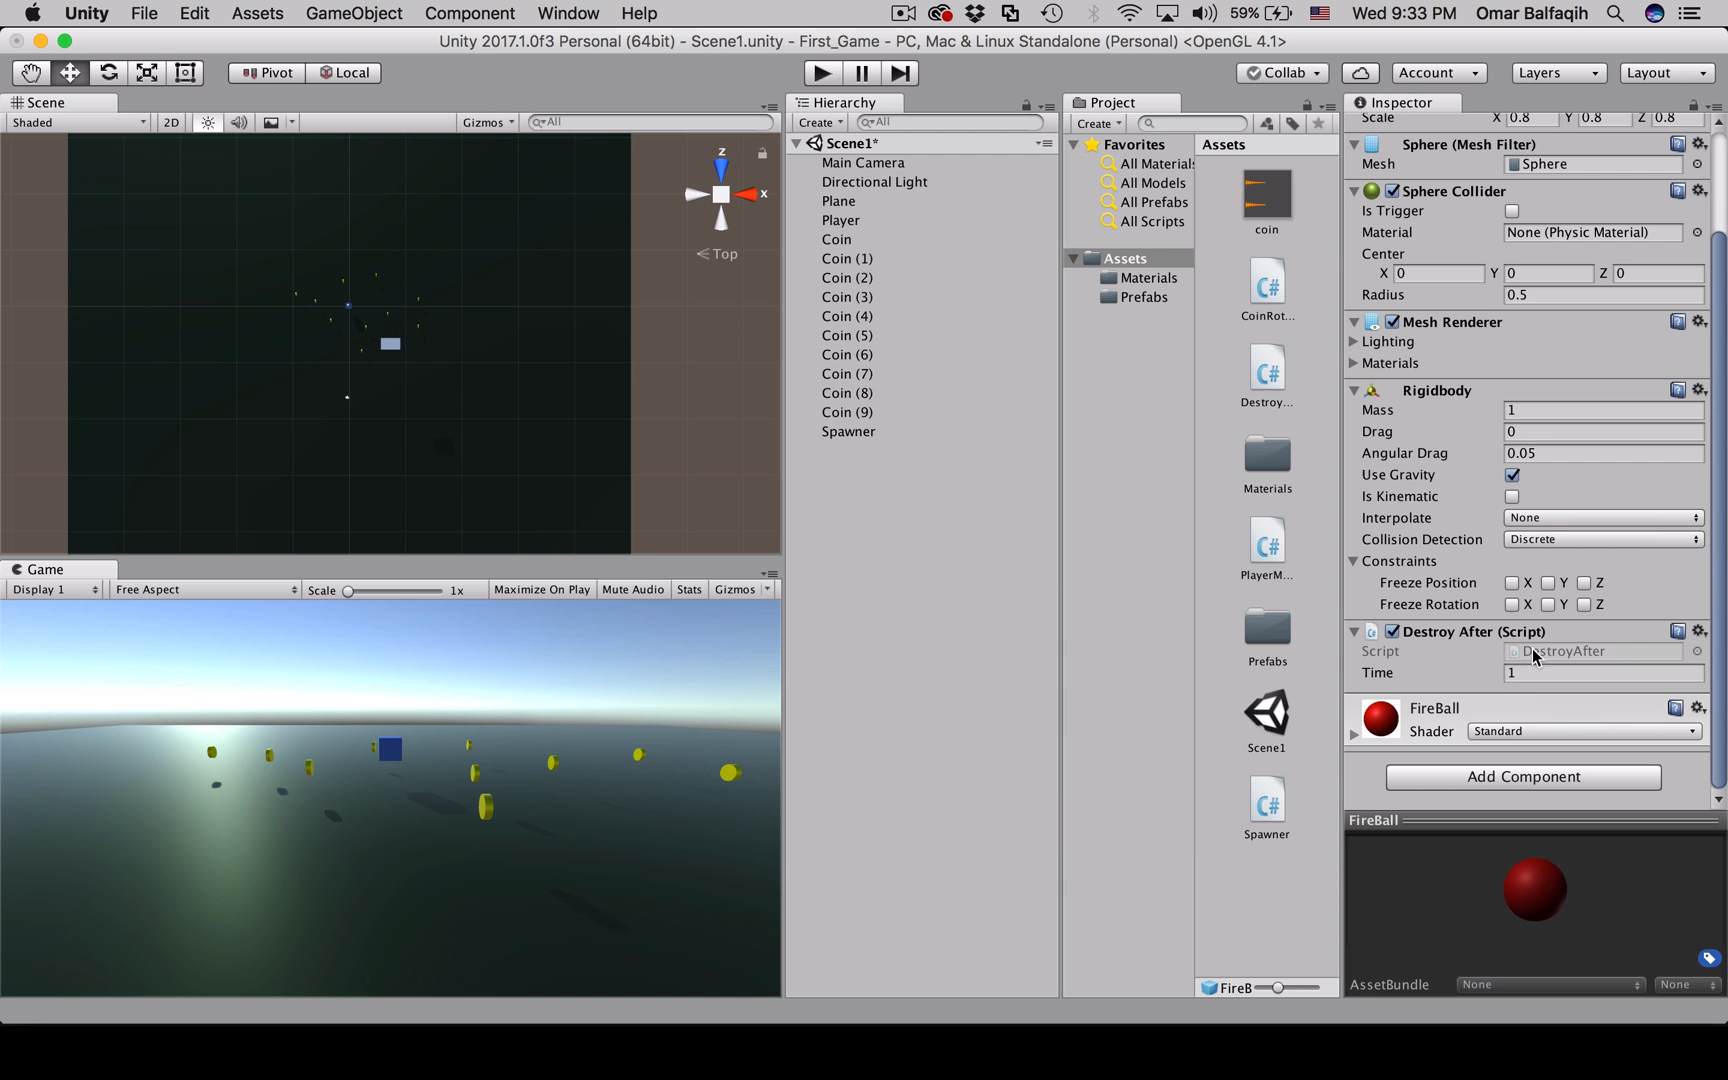 Unity File Edit Assets GameObject Component Window Help 59% Wed 9:33 PM Omar Balfaqih
Unity 2017.1.0f3 Personal (64bit) - Scene1.unity - First_Game - PC, Mac & Linux Standalone (Personal) <OpenGL 4.1>
Pivot Local Collab Account Layers Layout
Scene
Shaded 2D Gizmos All
z
x
Top
Game
Display 1 Free Aspect Scale 1x Maximize On Play Mute Audio Stats Gizmos
Hierarchy
Create All
Scene1*
Main Camera
Directional Light
Plane
Player
Coin
Coin (1)
Coin (2)
Coin (3)
Coin (4)
Coin (5)
Coin (6)
Coin (7)
Coin (8)
Coin (9)
Spawner
Project
Create
Favorites
All Materials
All Models
All Prefabs
All Scripts
Assets
Materials
Prefabs
Assets
coin
C#
CoinRot...
C#
Destroy...
Materials
C#
PlayerM...
Prefabs
Scene1
C#
Spawner
FireB
Inspector
Scale X 0.8 Y 0.8 Z 0.8
Sphere (Mesh Filter)
Mesh Sphere
Sphere Collider
Is Trigger
Material None (Physic Material)
Center
X 0 Y 0 Z 0
Radius 0.5
Mesh Renderer
Lighting
Materials
Rigidbody
Mass 1
Drag 0
Angular Drag 0.05
Use Gravity
Is Kinematic
Interpolate None
Collision Detection Discrete
Constraints
Freeze Position X Y Z
Freeze Rotation X Y Z
Destroy After (Script)
Script DestroyAfter
Time 1
FireBall
Shader Standard
Add Component
FireBall
AssetBundle None None